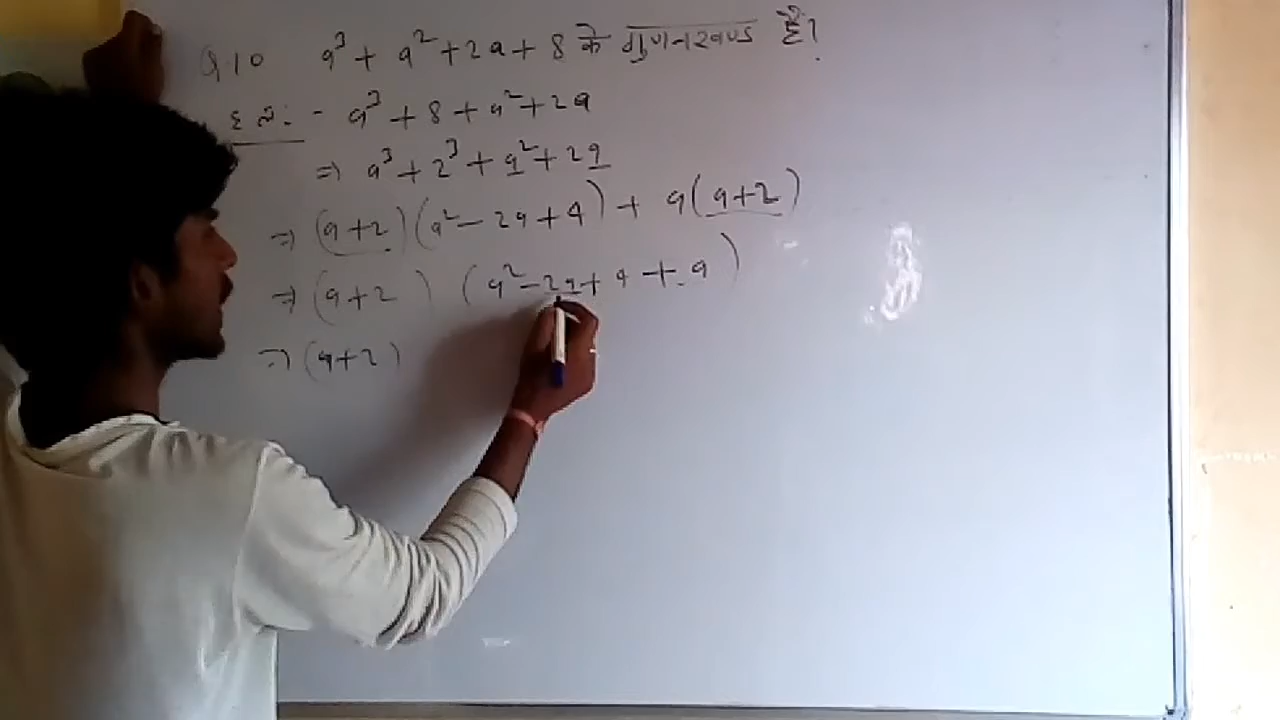 Q.10 a³ + a² + 2a + 8 के गुणनखण्ड है?
हल :- a³ + 8 + a² + 2a
⇒ a³ + 2³ + a² + 2a
⇒ (a+2)(a² - 2a + 4) + a(a+2)
⇒ (a+2) (a² - 2a + 4 + a)
⇒ (a+2)